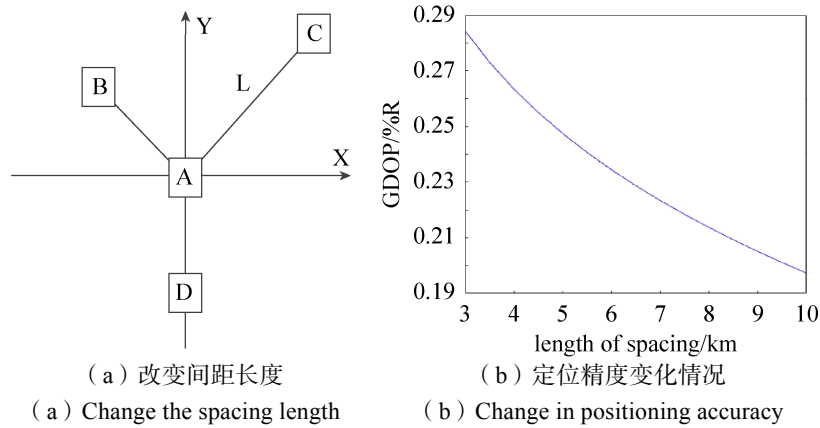 Y
C
B
L
X
A
D
0.29
0.27
0.25
0.23
0.21
0.19
GDOP/%R
3 4 5 6 7 8 9 10
length of spacing/km
（a）改变间距长度
（a）Change the spacing length
（b）定位精度变化情况
（b）Change in positioning accuracy